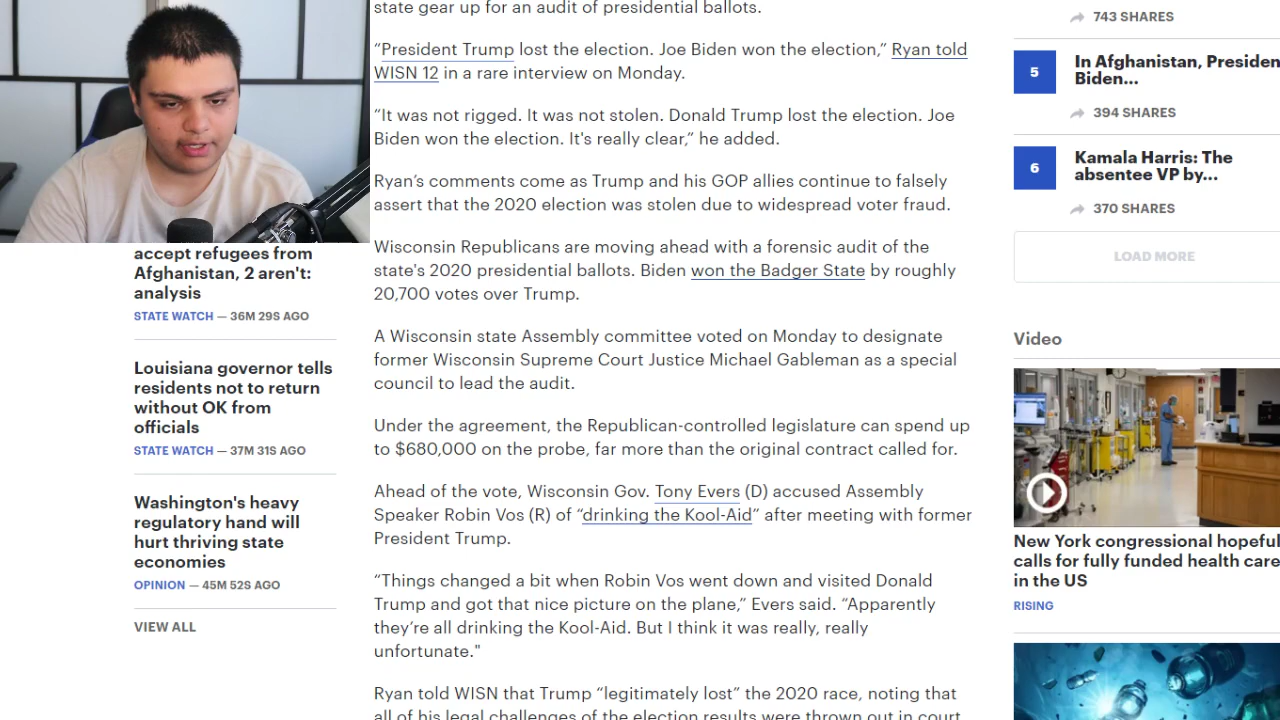 state gear up for an audit of presidential ballots.
“President Trump lost the election. Joe Biden won the election,” Ryan told
WISN 12 in a rare interview on Monday.
“It was not rigged. It was not stolen. Donald Trump lost the election. Joe
Biden won the election. It's really clear,” he added.
Ryan’s comments come as Trump and his GOP allies continue to falsely
assert that the 2020 election was stolen due to widespread voter fraud.
Wisconsin Republicans are moving ahead with a forensic audit of the
state's 2020 presidential ballots. Biden won the Badger State by roughly
20,700 votes over Trump.
A Wisconsin state Assembly committee voted on Monday to designate
former Wisconsin Supreme Court Justice Michael Gableman as a special
council to lead the audit.
Under the agreement, the Republican-controlled legislature can spend up
to $680,000 on the probe, far more than the original contract called for.
Ahead of the vote, Wisconsin Gov. Tony Evers (D) accused Assembly
Speaker Robin Vos (R) of “drinking the Kool-Aid” after meeting with former
President Trump.
“Things changed a bit when Robin Vos went down and visited Donald
Trump and got that nice picture on the plane,” Evers said. “Apparently
they’re all drinking the Kool-Aid. But I think it was really, really
unfortunate."
Ryan told WISN that Trump “legitimately lost” the 2020 race, noting that
all of his legal challenges of the election results were thrown out in court.
accept refugees from
Afghanistan, 2 aren't:
analysis
STATE WATCH — 36M 29S AGO
Louisiana governor tells
residents not to return
without OK from
officials
STATE WATCH — 37M 31S AGO
Washington's heavy
regulatory hand will
hurt thriving state
economies
OPINION — 45M 52S AGO
VIEW ALL
743 SHARES
5
In Afghanistan, Presiden
Biden...
394 SHARES
6
Kamala Harris: The
absentee VP by...
370 SHARES
LOAD MORE
Video
New York congressional hopeful
calls for fully funded health care
in the US
RISING